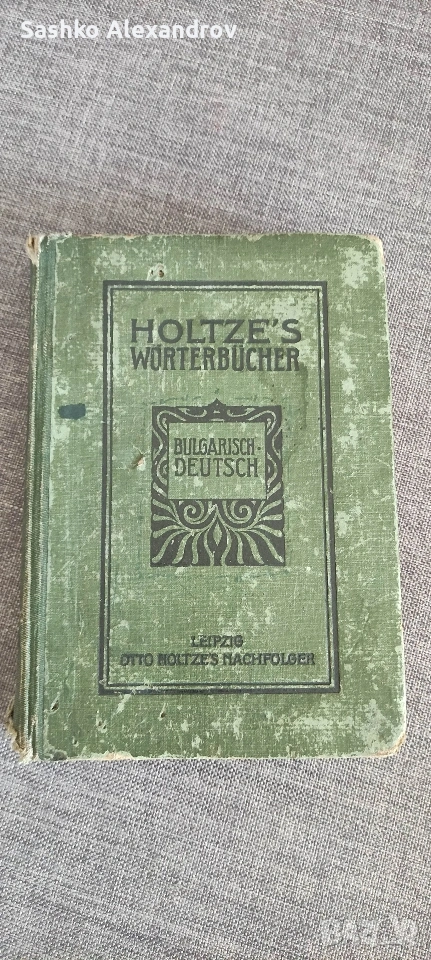 Sashko Alexandrov
HOLTZE'S
WÖRTERBÜCHER
BULGARISCH-
DEUTSCH
LEIPZIG
OTTO HOLTZE'S NACHFOLGER